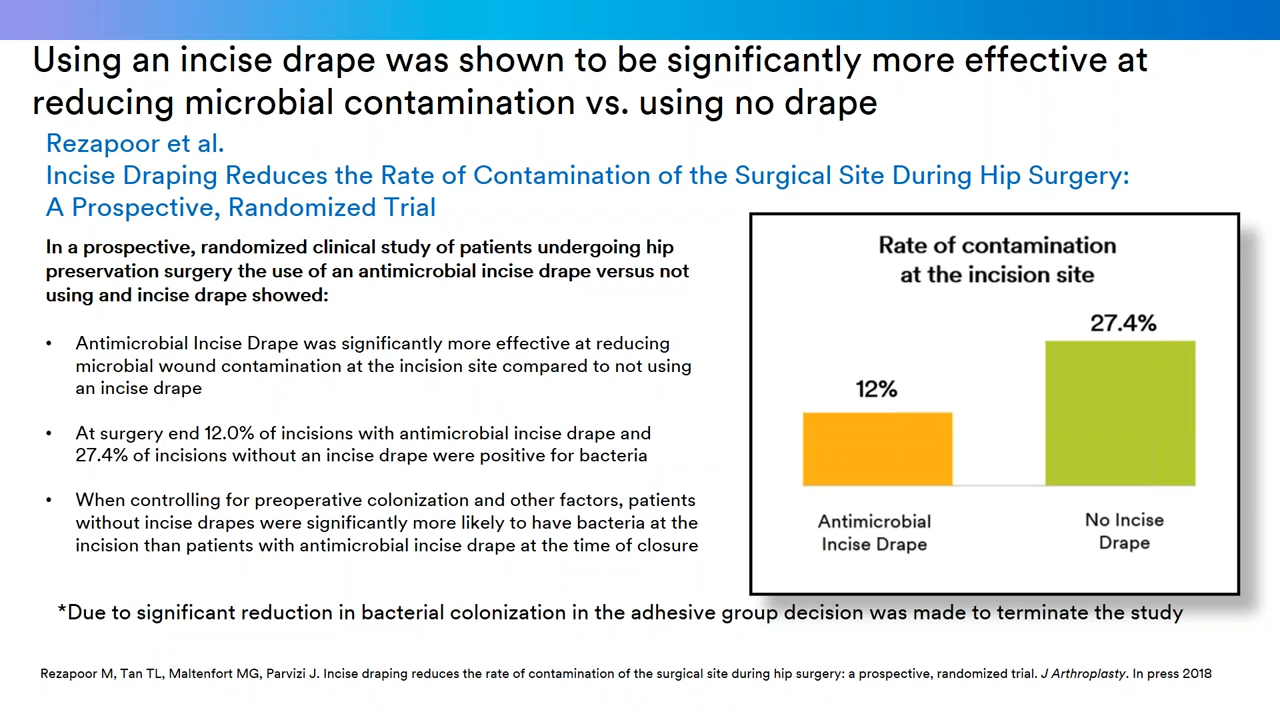 Using an incise drape was shown to be significantly more effective at
reducing microbial contamination vs. using no drape
Rezapoor et al.
Incise Draping Reduces the Rate of Contamination of the Surgical Site During Hip Surgery:
A Prospective, Randomized Trial
In a prospective, randomized clinical study of patients undergoing hip
preservation surgery the use of an antimicrobial incise drape versus not
using and incise drape showed:
• Antimicrobial Incise Drape was significantly more effective at reducing
microbial wound contamination at the incision site compared to not using
an incise drape
• At surgery end 12.0% of incisions with antimicrobial incise drape and
27.4% of incisions without an incise drape were positive for bacteria
• When controlling for preoperative colonization and other factors, patients
without incise drapes were significantly more likely to have bacteria at the
incision than patients with antimicrobial incise drape at the time of closure
Rate of contamination
at the incision site
12%
27.4%
Antimicrobial
Incise Drape
No Incise
Drape
*Due to significant reduction in bacterial colonization in the adhesive group decision was made to terminate the study
Rezapoor M, Tan TL, Maltenfort MG, Parvizi J. Incise draping reduces the rate of contamination of the surgical site during hip surgery: a prospective, randomized trial. J Arthroplasty. In press 2018